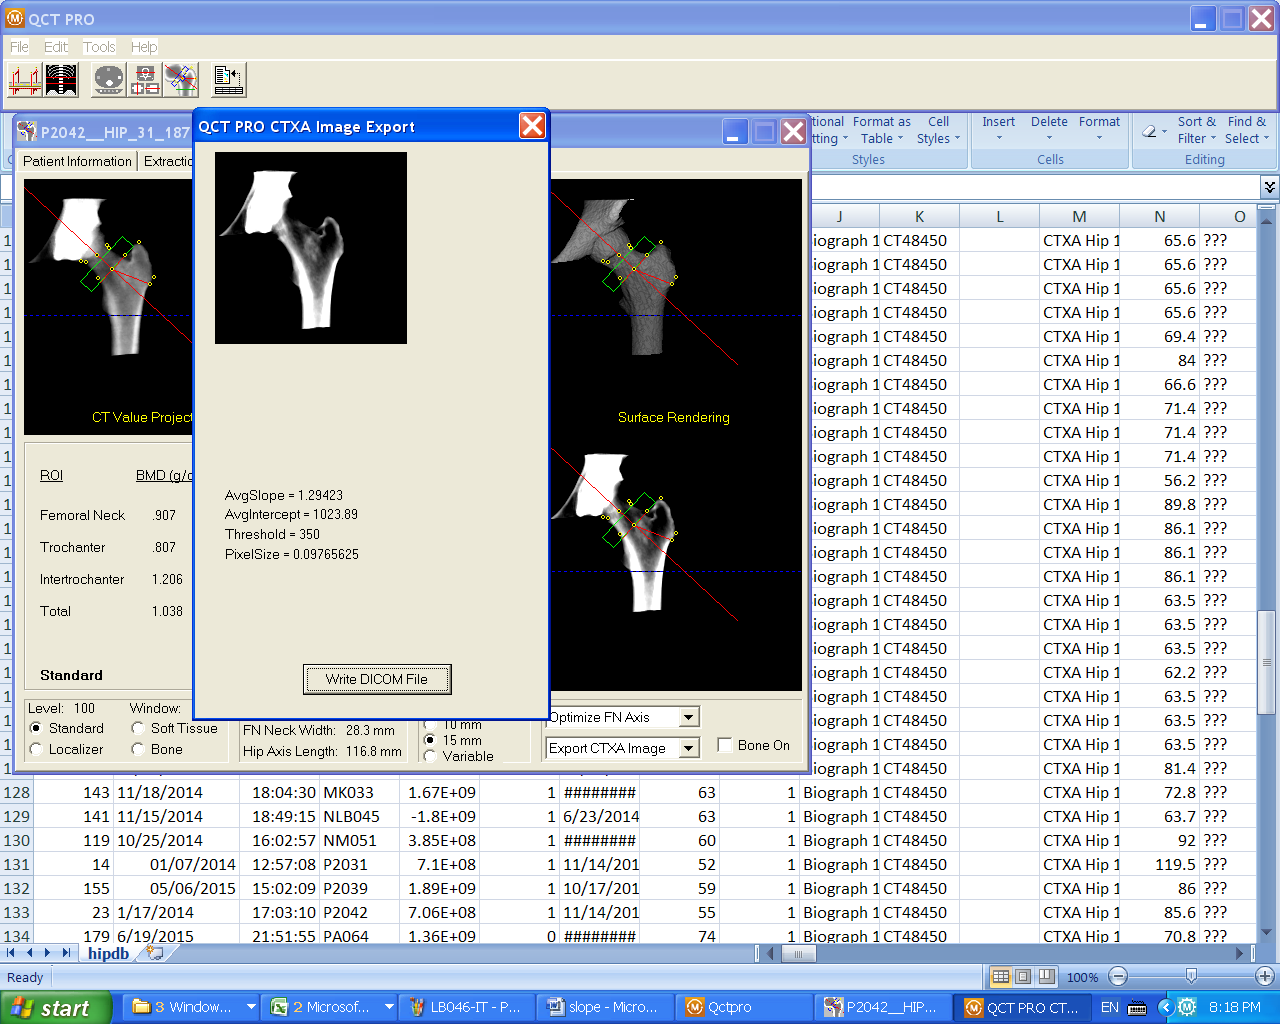 QCT PRO
File Edit Tools Help
P2042__HIP_31_187
QCT PRO CTXA Image Export
Patient Information
CT Value
Surface Rendering
ROI
BMD
Femoral Neck .907
Trochanter .807
Intertrochanter 1.206
Total 1.038
Standard
AvgSlope = 1.29423
AvgIntercept = 1023.89
Threshold = 350
PixelSize = 0.09765625
Write DICOM File
Level: 100 Window:
Standard Soft Tissue
Localizer Bone
FN Neck Width: 28.3 mm
Hip Axis Length: 116.8 mm
10 mm
15 mm
Variable
Optimize FN Axis
Export CTXA Image
Bone On
Format as Cell Insert Delete Format Sort & Find &
Table Styles Filter Select
Styles Cells Editing
J K L M N O
iograph 1 CT48450 CTXA Hip 1 65.6 ???
iograph 1 CT48450 CTXA Hip 1 65.6 ???
iograph 1 CT48450 CTXA Hip 1 65.6 ???
iograph 1 CT48450 CTXA Hip 1 65.6 ???
iograph 1 CT48450 CTXA Hip 1 69.4 ???
iograph 1 CT48450 CTXA Hip 1 84 ???
iograph 1 CT48450 CTXA Hip 1 66.6 ???
iograph 1 CT48450 CTXA Hip 1 71.4 ???
iograph 1 CT48450 CTXA Hip 1 71.4 ???
iograph 1 CT48450 CTXA Hip 1 71.4 ???
iograph 1 CT48450 CTXA Hip 1 56.2 ???
iograph 1 CT48450 CTXA Hip 1 89.8 ???
iograph 1 CT48450 CTXA Hip 1 86.1 ???
iograph 1 CT48450 CTXA Hip 1 86.1 ???
iograph 1 CT48450 CTXA Hip 1 86.1 ???
iograph 1 CT48450 CTXA Hip 1 63.5 ???
iograph 1 CT48450 CTXA Hip 1 63.5 ???
iograph 1 CT48450 CTXA Hip 1 63.5 ???
iograph 1 CT48450 CTXA Hip 1 62.2 ???
iograph 1 CT48450 CTXA Hip 1 63.5 ???
iograph 1 CT48450 CTXA Hip 1 63.5 ???
iograph 1 CT48450 CTXA Hip 1 63.5 ???
iograph 1 CT48450 CTXA Hip 1 81.4 ???
128 143 11/18/2014 18:04:30 MK033 1.67E+09 1 ######## 63 1 Biograph 1 CT48450 CTXA Hip 1 72.8 ???
129 141 11/15/2014 18:49:15 NLB045 -1.8E+09 1 6/23/2014 63 1 Biograph 1 CT48450 CTXA Hip 1 63.7 ???
130 119 10/25/2014 16:02:57 NM051 3.85E+08 1 ######## 60 1 Biograph 1 CT48450 CTXA Hip 1 92 ???
131 14 01/07/2014 12:57:08 P2031 7.1E+08 1 11/14/201 52 1 Biograph 1 CT48450 CTXA Hip 1 119.5 ???
132 155 05/06/2015 15:02:09 P2039 1.89E+09 1 10/17/201 59 1 Biograph 1 CT48450 CTXA Hip 1 86 ???
133 23 1/17/2014 17:03:10 P2042 7.06E+08 1 11/14/201 55 1 Biograph 1 CT48450 CTXA Hip 1 85.6 ???
134 179 6/19/2015 21:51:55 PA064 1.36E+09 0 ######## 74 1 Biograph 1 CT48450 CTXA Hip 1 70.8 ???
hipdb
Ready 100%
start 3 Window... 2 Microsof... LB046-IT - P... slope - Micro... Qctpro P2042__HIP... QCT PRO CT... EN 8:18 PM